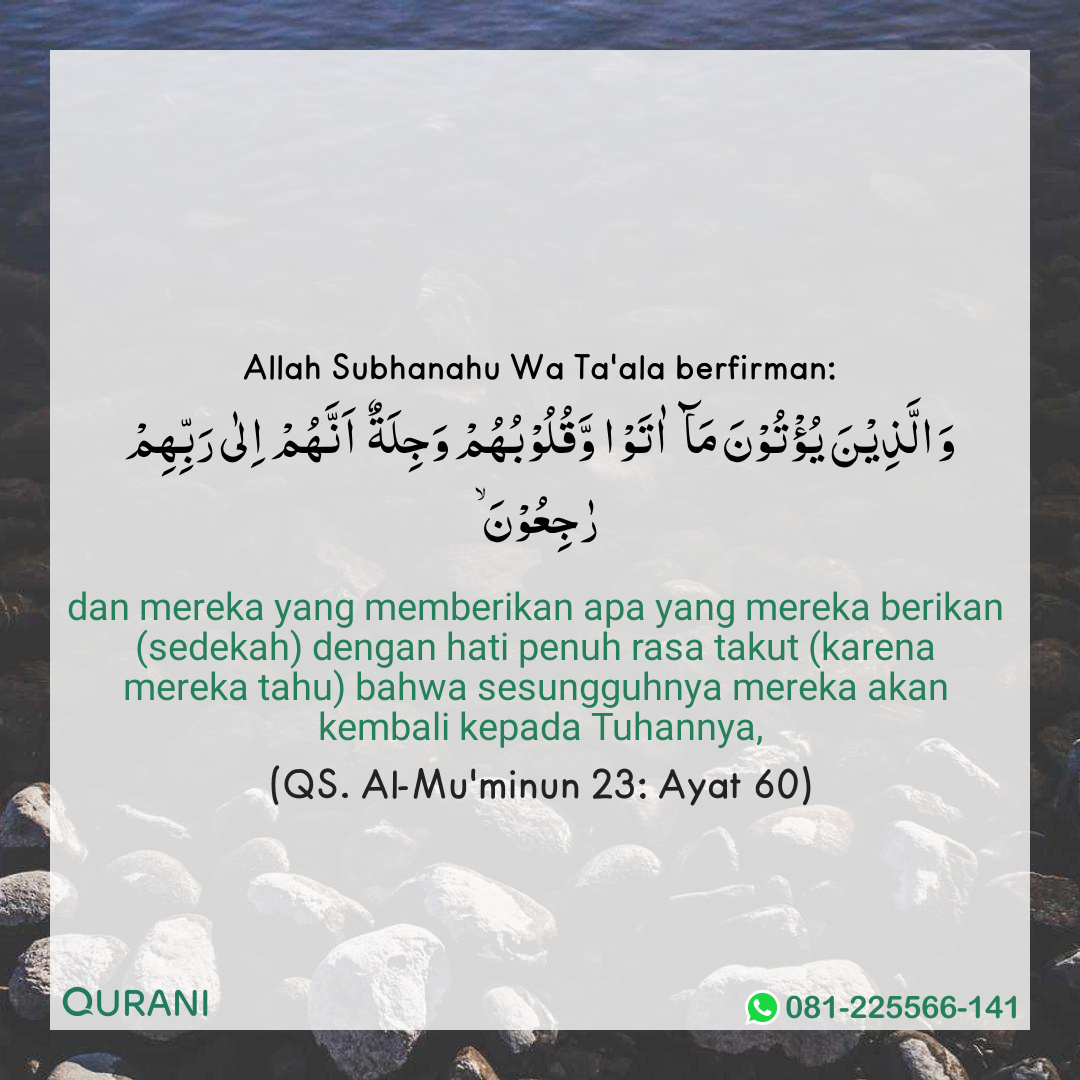 Allah Subhanahu Wa Ta'ala berfirman:
وَالَّذِيْنَ يُؤْتُوْنَ مَاۤ اٰتَوْا وَّقُلُوْبُهُمْ وَجِلَةٌ اَنَّهُمْ اِلٰى رَبِّهِمْ
رٰجِعُوْنَ ۙ
dan mereka yang memberikan apa yang mereka berikan
(sedekah) dengan hati penuh rasa takut (karena
mereka tahu) bahwa sesungguhnya mereka akan
kembali kepada Tuhannya,
(QS. Al-Mu'minun 23: Ayat 60)
QURANI
081-225566-141